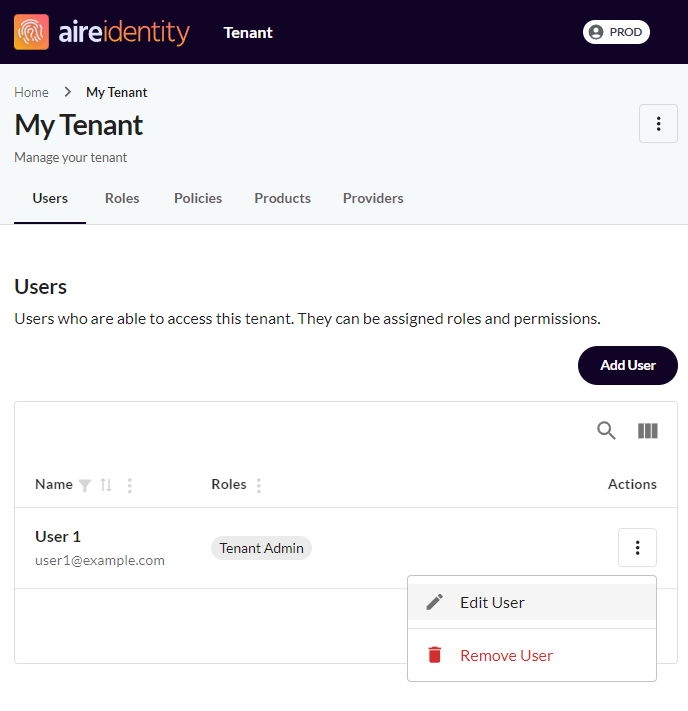 aireidentity Tenant PROD
Home > My Tenant
My Tenant
Manage your tenant
Users Roles Policies Products Providers
Users
Users who are able to access this tenant. They can be assigned roles and permissions.
Add User
Name Roles Actions
User 1
user1@example.com
Tenant Admin
Edit User
Remove User